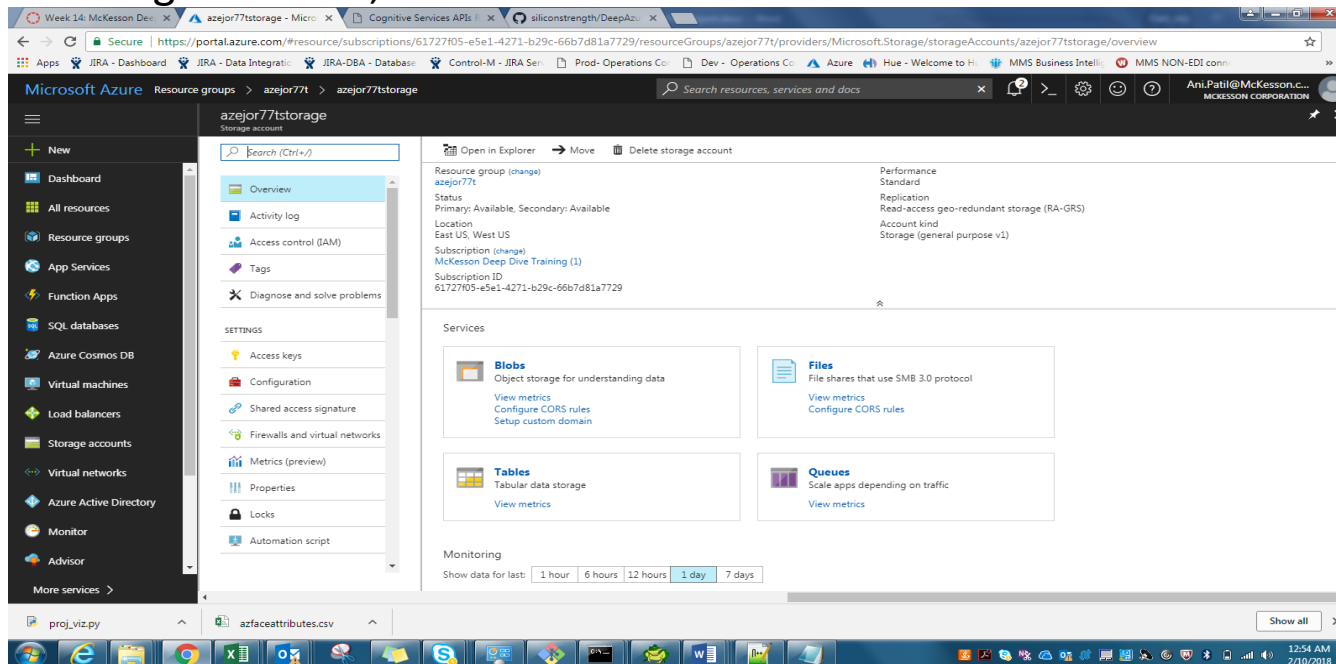 Week 14: McKesson Dee
azejor77tstorage - Micro
Cognitive Services APIs
siliconstrength/DeepAzu
Secure | https://portal.azure.com/#resource/subscriptions/61727f05-e5e1-4271-b29c-66b7d81a7729/resourceGroups/azejor77t/providers/Microsoft.Storage/storageAccounts/azejor77tstorage/overview
Apps JIRA - Dashboard JIRA - Data Integratio JIRA-DBA - Database Control-M - JIRA Serv Prod- Operations Co Dev - Operations Co Azure Hue - Welcome to H MMS Business Intellig MMS NON-EDI conn »
Microsoft Azure Resource groups > azejor77t > azejor77tstorage
Search resources, services and docs
Ani.Patil@McKesson.c...
MCKESSON CORPORATION
azejor77tstorage
Storage account
New
Dashboard
All resources
Resource groups
App Services
Function Apps
SQL databases
Azure Cosmos DB
Virtual machines
Load balancers
Storage accounts
Virtual networks
Azure Active Directory
Monitor
Advisor
More services >
Search (Ctrl+/)
Overview
Activity log
Access control (IAM)
Tags
Diagnose and solve problems
SETTINGS
Access keys
Configuration
Shared access signature
Firewalls and virtual networks
Metrics (preview)
Properties
Locks
Automation script
Open in Explorer Move Delete storage account
Resource group (change)
azejor77t
Status
Primary: Available, Secondary: Available
Location
East US, West US
Subscription (change)
McKesson Deep Dive Training (1)
Subscription ID
61727f05-e5e1-4271-b29c-66b7d81a7729
Performance
Standard
Replication
Read-access geo-redundant storage (RA-GRS)
Account kind
Storage (general purpose v1)
Services
Blobs
Object storage for understanding data
View metrics
Configure CORS rules
Setup custom domain
Files
File shares that use SMB 3.0 protocol
View metrics
Configure CORS rules
Tables
Tabular data storage
View metrics
Queues
Scale apps depending on traffic
View metrics
Monitoring
Show data for last: 1 hour 6 hours 12 hours 1 day 7 days
proj_viz.py
azfaceattributes.csv
Show all
12:54 AM
2/10/2018